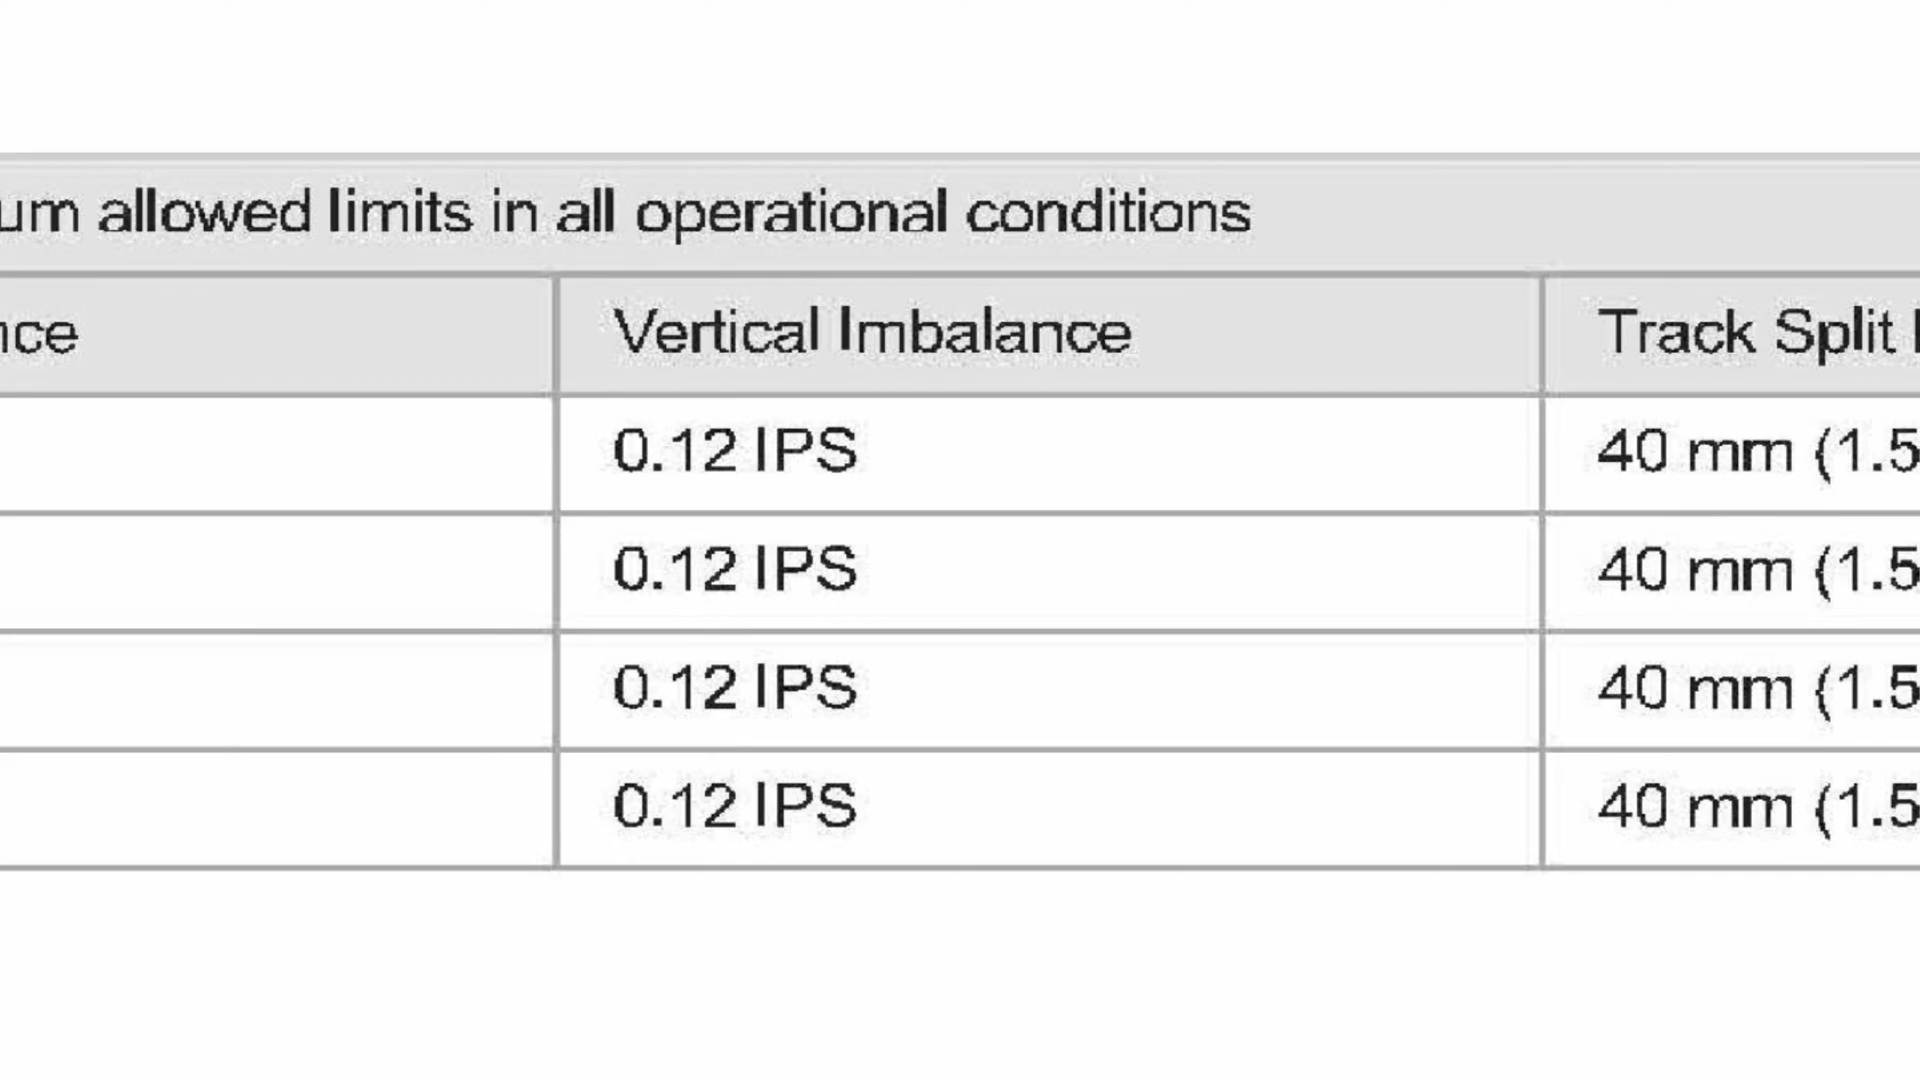 allowed limits in all operational conditions
Vertical Imbalance Track Split
0.12 IPS 40 mm (1.5
0.12 IPS 40 mm (1.5
0.12 IPS 40 mm (1.5
0.12 IPS 40 mm (1.5